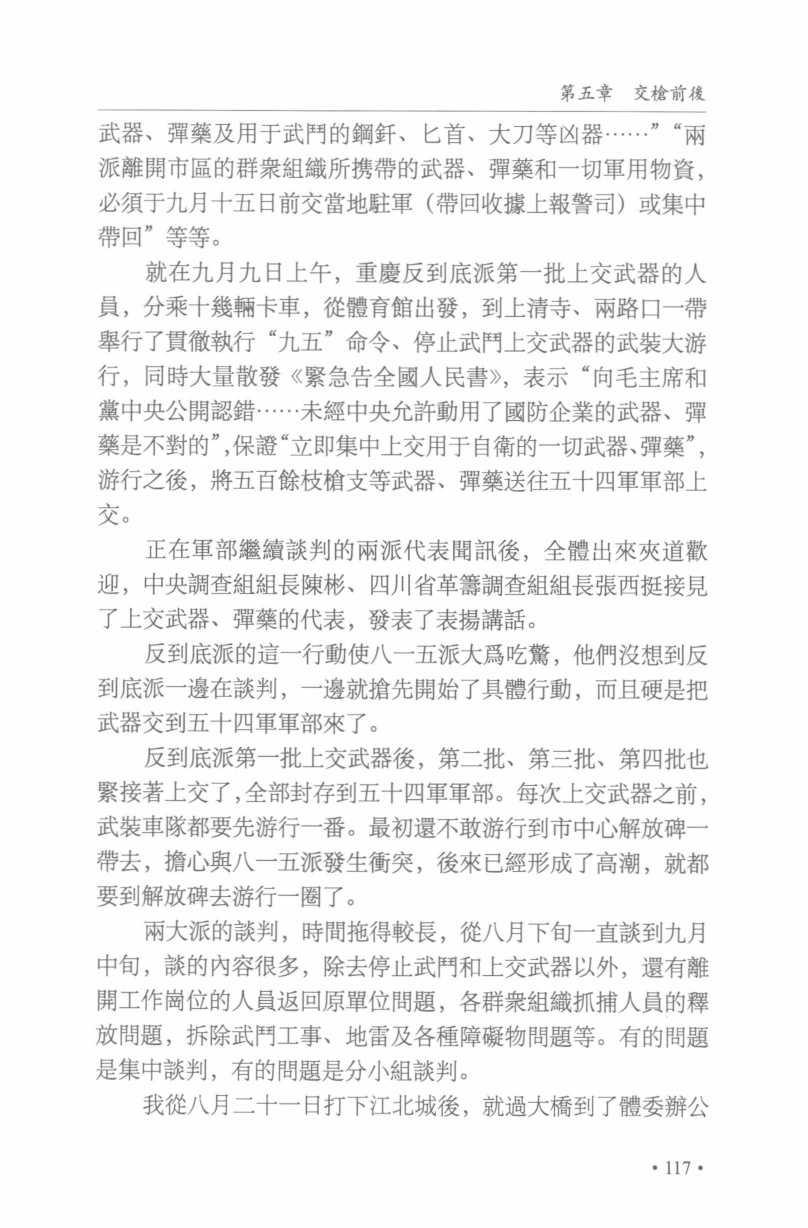 第五章　交槍前後
武器、彈藥及用于武鬥的鋼釬、匕首、大刀等凶器……”“兩
派離開市區的群衆組織所携帶的武器、彈藥和一切軍用物資，
必須于九月十五日前交當地駐軍（帶回收據上報警司）或集中
帶回”等等。
就在九月九日上午，重慶反到底派第一批上交武器的人
員，分乘十幾輛卡車，從體育館出發，到上清寺、兩路口一帶
舉行了貫徹執行“九五”命令、停止武鬥上交武器的武裝大游
行，同時大量散發《緊急告全國人民書》，表示“向毛主席和
黨中央公開認錯……未經中央允許動用了國防企業的武器、彈
藥是不對的”，保證“立即集中上交用于自衛的一切武器、彈藥”，
游行之後，將五百餘枝槍支等武器、彈藥送往五十四軍軍部上
交。
正在軍部繼續談判的兩派代表聞訊後，全體出來夾道歡
迎，中央調查組組長陳彬、四川省革籌調查組組長張西挺接見
了上交武器、彈藥的代表，發表了表揚講話。
反到底派的這一行動使八一五派大爲吃驚，他們沒想到反
到底派一邊在談判，一邊就搶先開始了具體行動，而且硬是把
武器交到五十四軍軍部來了。
反到底派第一批上交武器後，第二批、第三批、第四批也
緊接著上交了，全部封存到五十四軍軍部。每次上交武器之前，
武裝車隊都要先游行一番。最初還不敢游行到市中心解放碑一
帶去，擔心與八一五派發生衝突，後來已經形成了高潮，就都
要到解放碑去游行一圈了。
兩大派的談判，時間拖得較長，從八月下旬一直談到九月
中旬，談的內容很多，除去停止武鬥和上交武器以外，還有離
開工作崗位的人員返回原單位問題，各群衆組織抓捕人員的釋
放問題，拆除武鬥工事、地雷及各種障礙物問題等。有的問題
是集中談判，有的問題是分小組談判。
我從八月二十一日打下江北城後，就過大橋到了體委辦公
• 117 •